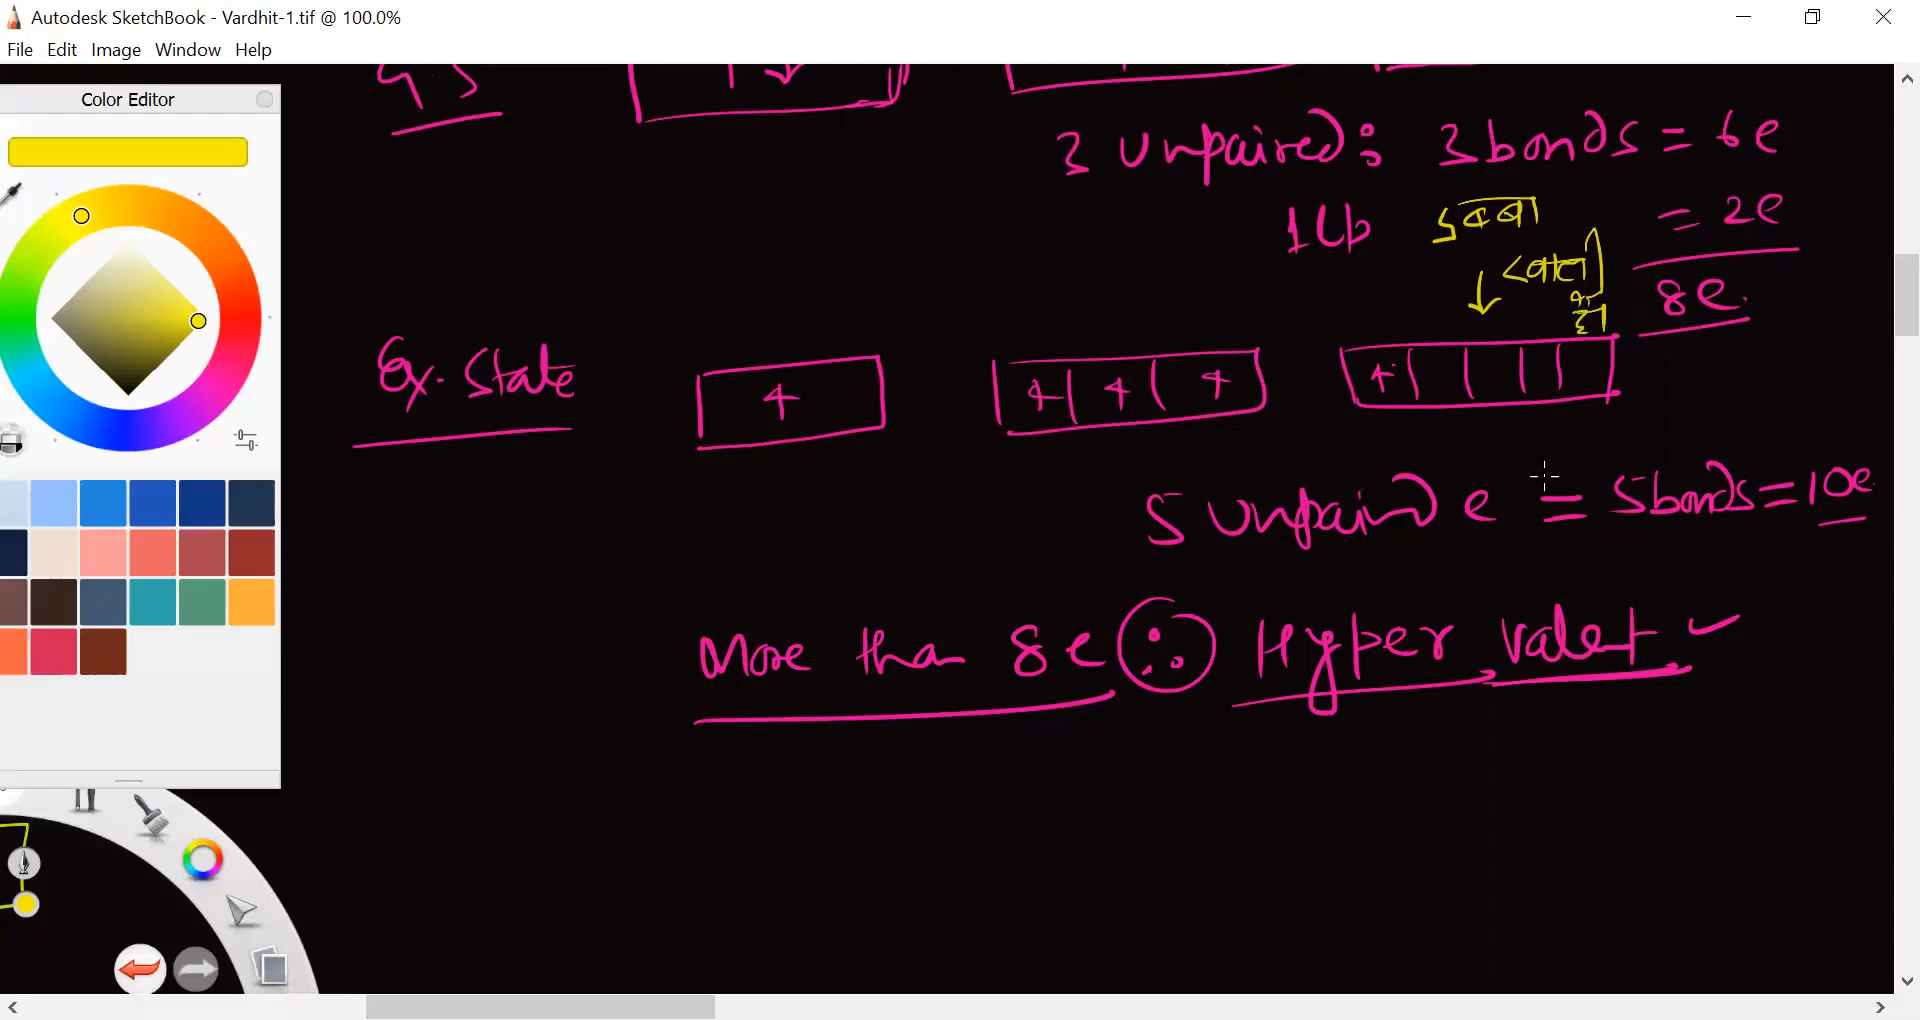 Autodesk SketchBook - Vardhit-1.tif @ 100.0%
File Edit Image Window Help
Color Editor
3 unpaired: 3 bonds = 6e
1 lp = 2e
8e
Ex. State
5 unpaired e = 5 bonds = 10e
More than 8e ∴ Hyper valent ✓